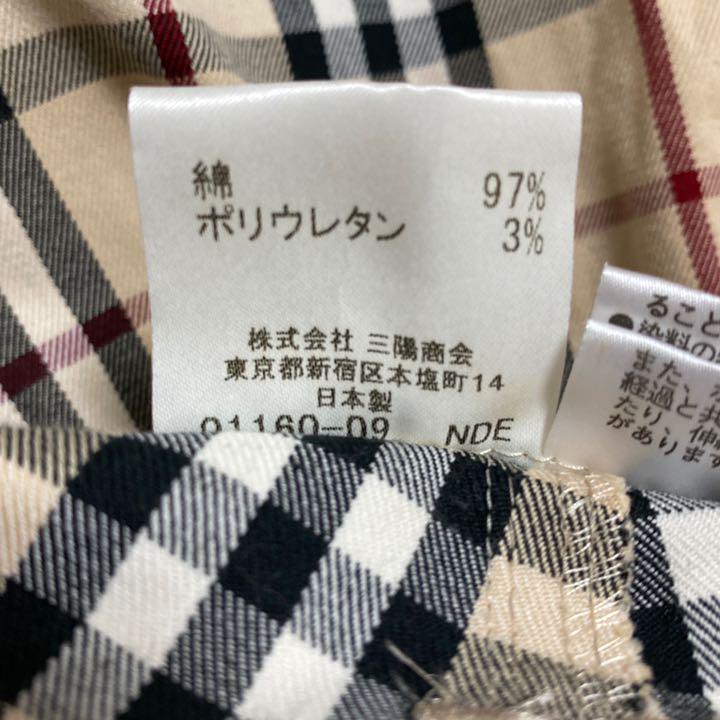 綿 97%
ポリウレタン 3%
株式会社 三陽商会
東京都新宿区本塩町14
日本製
01160-09 NDE
ること
●染料の
また、
経過と共
たり、伸
があります